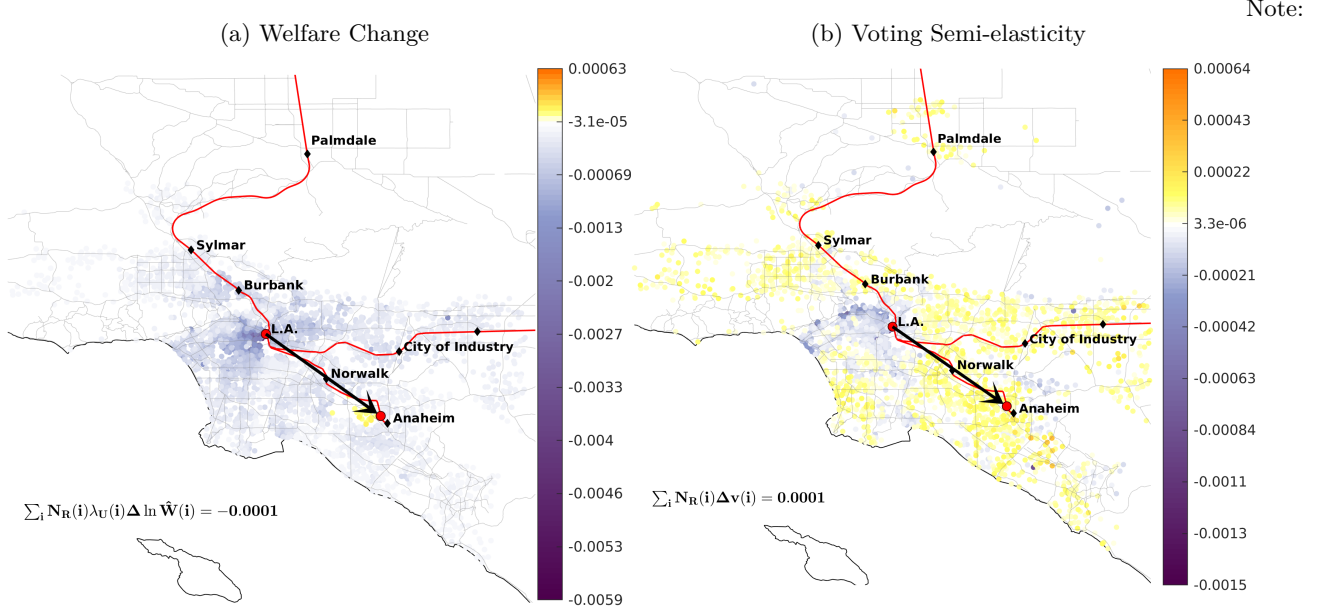 Note:
(a) Welfare Change
(b) Voting Semi-elasticity
0.00063
-3.1e-05
-0.00069
-0.0013
-0.002
-0.0027
-0.0033
-0.004
-0.0046
-0.0053
-0.0059
Palmdale
Sylmar
Burbank
L.A.
City of Industry
Norwalk
Anaheim
∑ᵢ N_R(i)λ_U(i)Δ ln Ŵ(i) = −0.0001
0.00064
0.00043
0.00022
3.3e-06
-0.00021
-0.00042
-0.00063
-0.00084
-0.0011
-0.0013
-0.0015
Palmdale
Sylmar
Burbank
L.A.
City of Industry
Norwalk
Anaheim
∑ᵢ N_R(i)Δv(i) = 0.0001